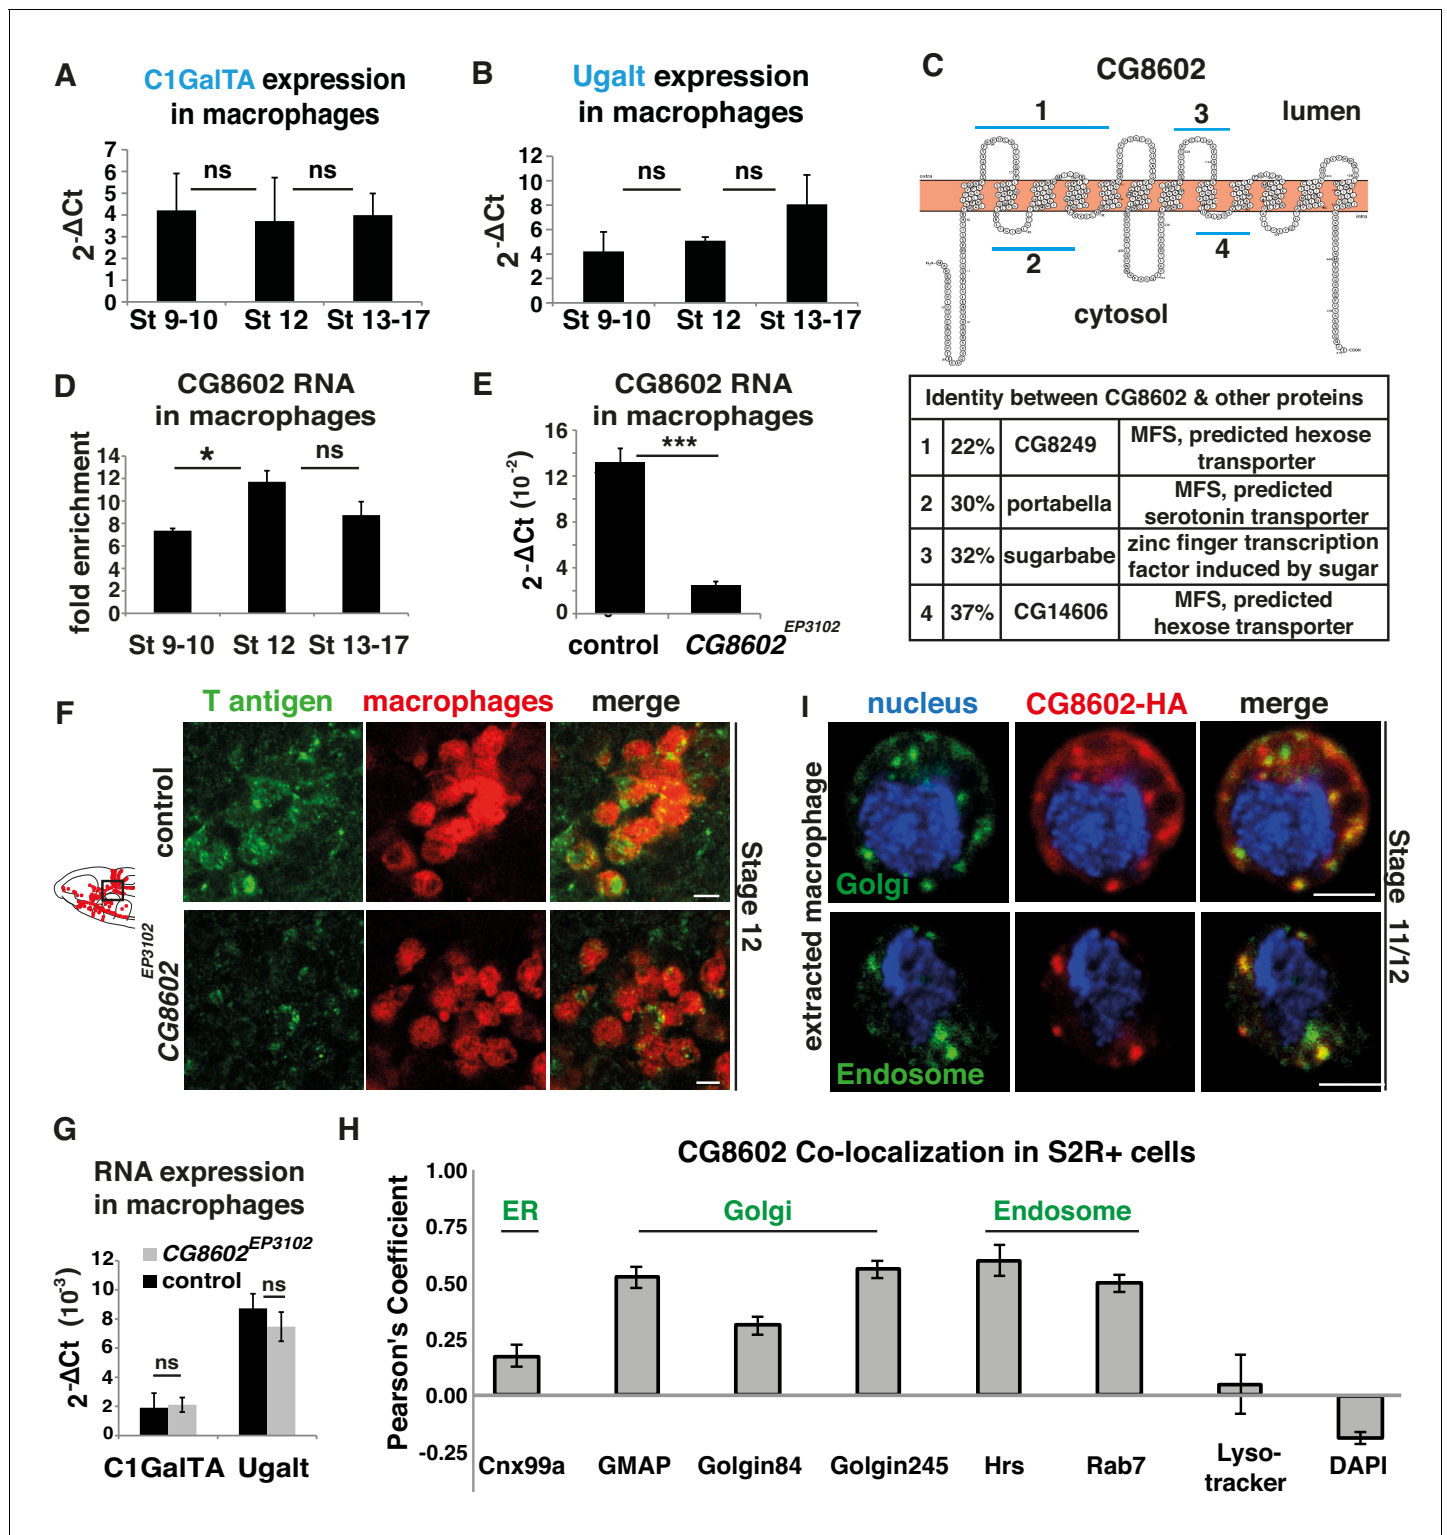 A
C1GalTA expression
in macrophages
2-ΔCt
7
6
5
4
3
2
1
0
ns
ns
St 9-10 St 12 St 13-17
B
Ugalt expression
in macrophages
2-ΔCt
12
10
8
6
4
2
0
ns
ns
St 9-10 St 12 St 13-17
C
CG8602
1
3
lumen
2
4
cytosol
Identity between CG8602 & other proteins
1 22% CG8249 MFS, predicted hexose
transporter
2 30% portabella MFS, predicted
serotonin transporter
3 32% sugarbabe zinc finger transcription
factor induced by sugar
4 37% CG14606 MFS, predicted
hexose transporter
D
CG8602 RNA
in macrophages
fold enrichment
14
12
10
8
6
4
2
0
*
ns
St 9-10 St 12 St 13-17
E
CG8602 RNA
in macrophages
2-ΔCt (10-2)
16
12
8
4
0
***
control CG8602EP3102
F
T antigen macrophages merge
control
CG8602EP3102
Stage 12
I
nucleus CG8602-HA merge
extracted macrophage
Golgi
Endosome
Stage 11/12
G
RNA expression
in macrophages
CG8602EP3102
control
2-ΔCt (10-3)
12
10
8
6
4
2
0
ns
ns
C1GalTA Ugalt
H
CG8602 Co-localization in S2R+ cells
Pearson's Coefficient
1.00
0.75
0.50
0.25
0.00
-0.25
ER Golgi Endosome
Cnx99a GMAP Golgin84 Golgin245 Hrs Rab7 Lyso-
tracker DAPI